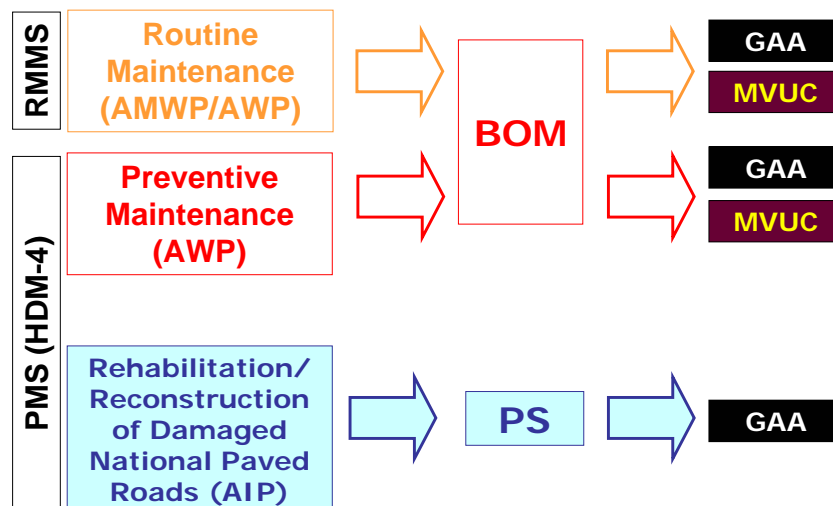 RMMS
Routine
Maintenance
(AMWP/AWP)
BOM
GAA
MVUC
PMS (HDM-4)
Preventive
Maintenance
(AWP)
GAA
MVUC
Rehabilitation/
Reconstruction
of Damaged
National Paved
Roads (AIP)
PS
GAA